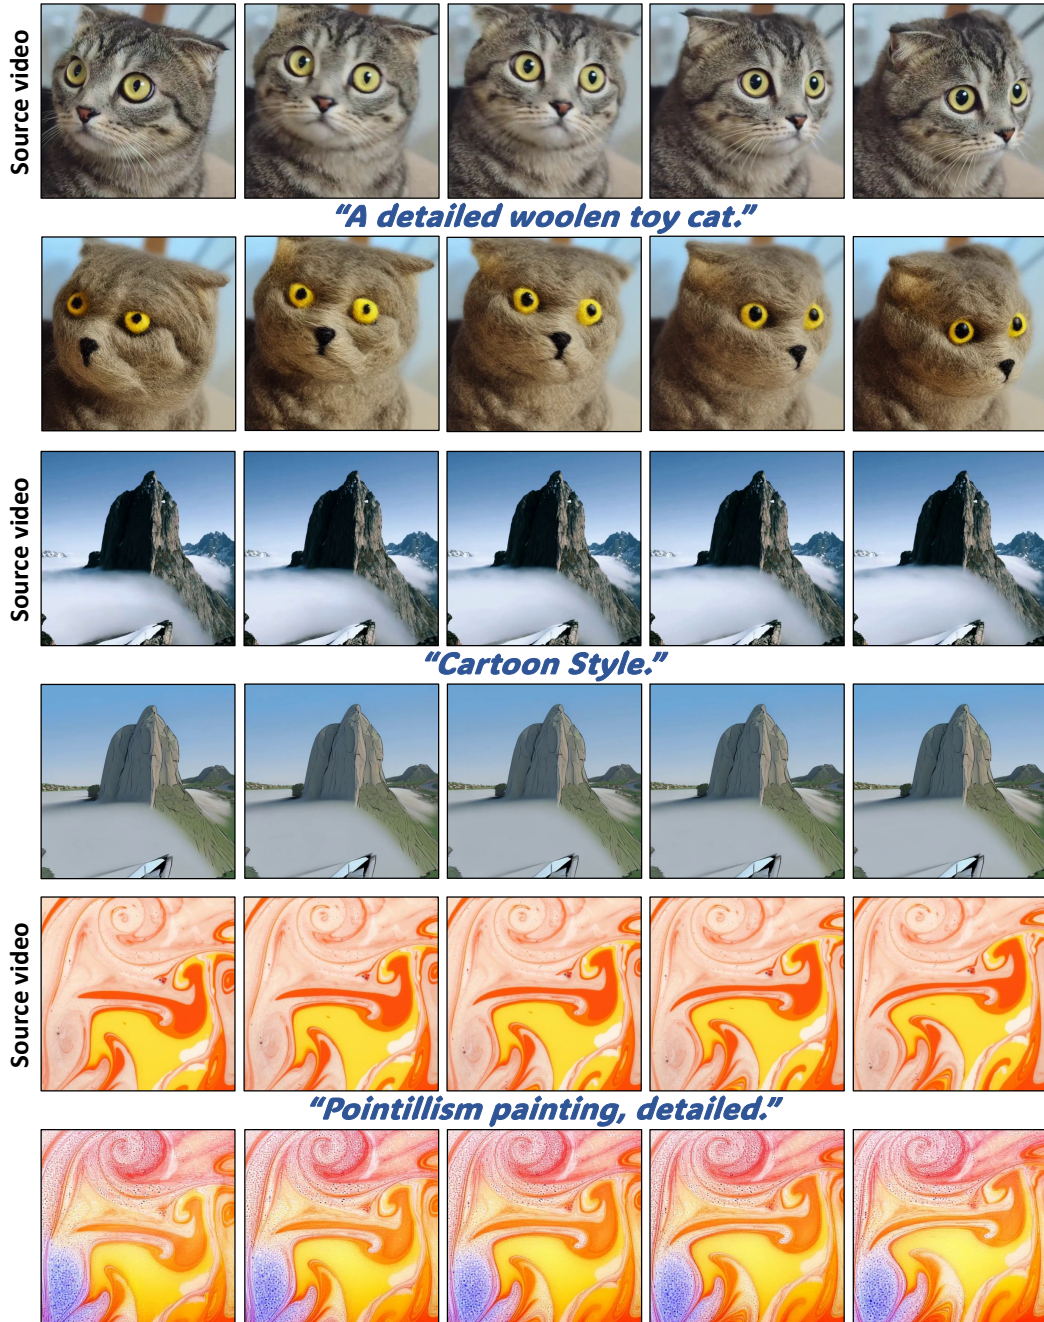 Source video
“A detailed woolen toy cat.”
Source video
“Cartoon Style.”
Source video
“Pointillism painting, detailed.”